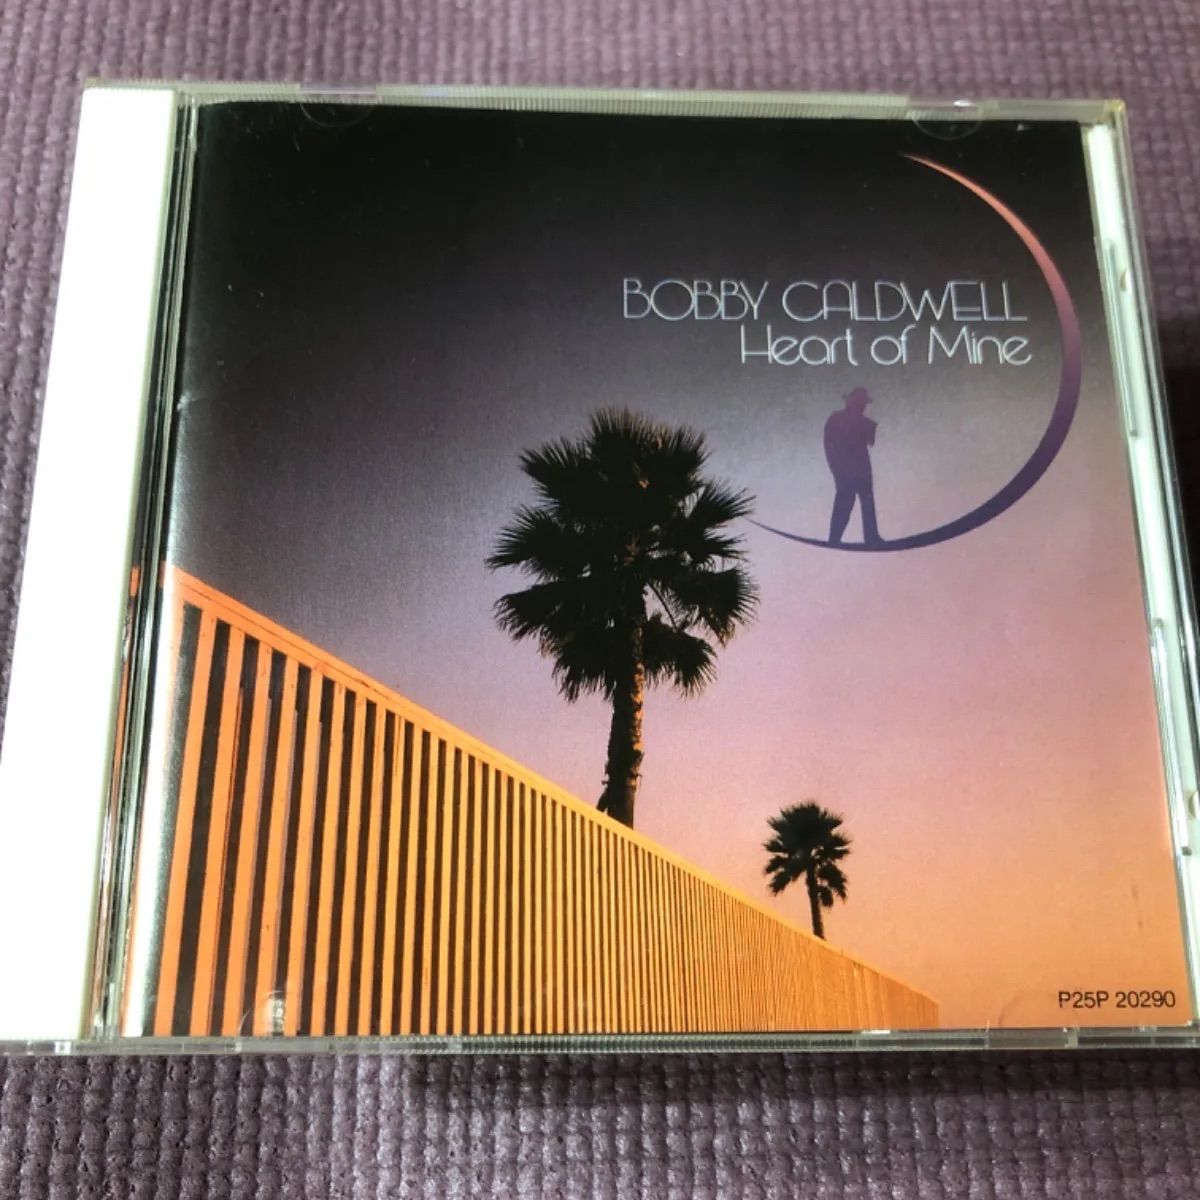 BOBBY CALDWELL
Heart of Mine
P25P 20290